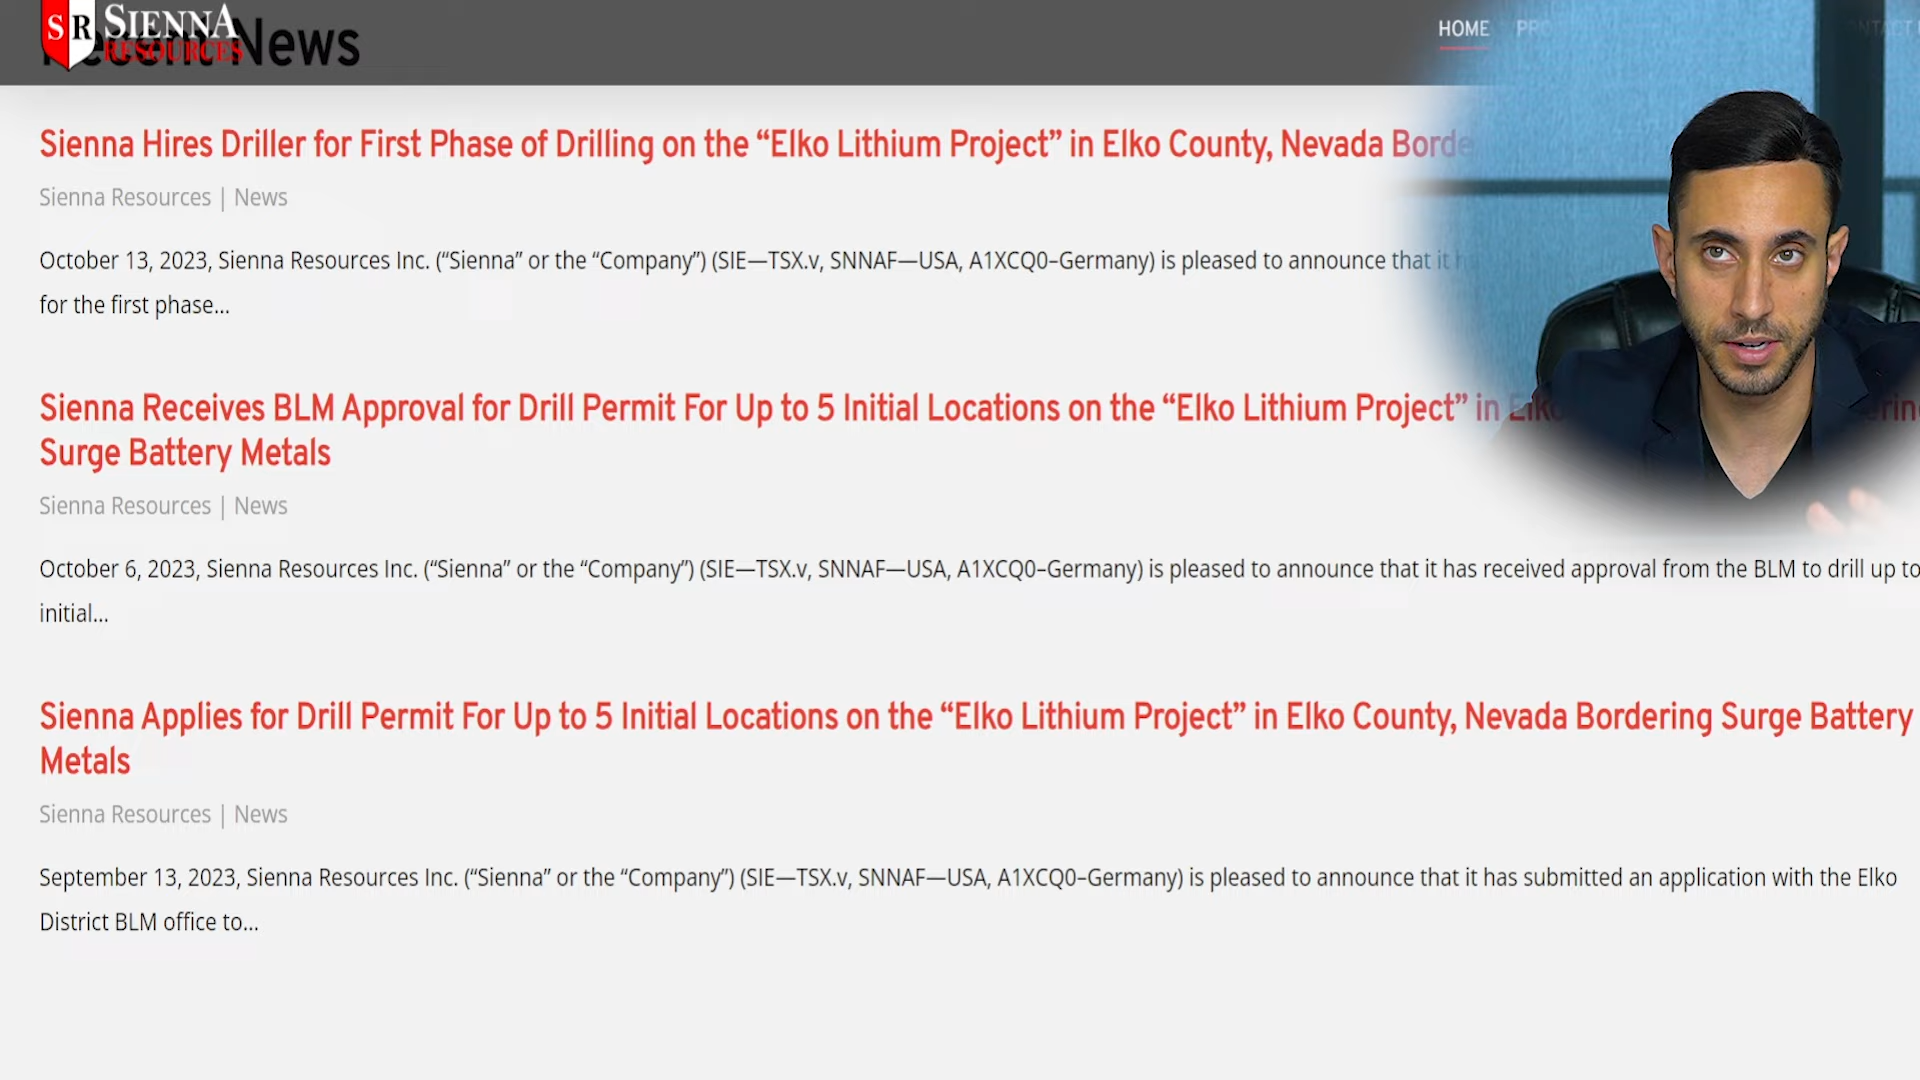 SR SIENNA
RESOURCES
Recent News
HOME
Sienna Hires Driller for First Phase of Drilling on the “Elko Lithium Project” in Elko County, Nevada Borde
Sienna Resources | News
October 13, 2023, Sienna Resources Inc. (“Sienna” or the “Company”) (SIE—TSX.v, SNNAF—USA, A1XCQ0–Germany) is pleased to announce that it
for the first phase...
Sienna Receives BLM Approval for Drill Permit For Up to 5 Initial Locations on the “Elko Lithium Project” in Elko
Surge Battery Metals
Sienna Resources | News
October 6, 2023, Sienna Resources Inc. (“Sienna” or the “Company”) (SIE—TSX.v, SNNAF—USA, A1XCQ0–Germany) is pleased to announce that it has received approval from the BLM to drill up to
initial...
Sienna Applies for Drill Permit For Up to 5 Initial Locations on the “Elko Lithium Project” in Elko County, Nevada Bordering Surge Battery
Metals
Sienna Resources | News
September 13, 2023, Sienna Resources Inc. (“Sienna” or the “Company”) (SIE—TSX.v, SNNAF—USA, A1XCQ0–Germany) is pleased to announce that it has submitted an application with the Elko
District BLM office to...